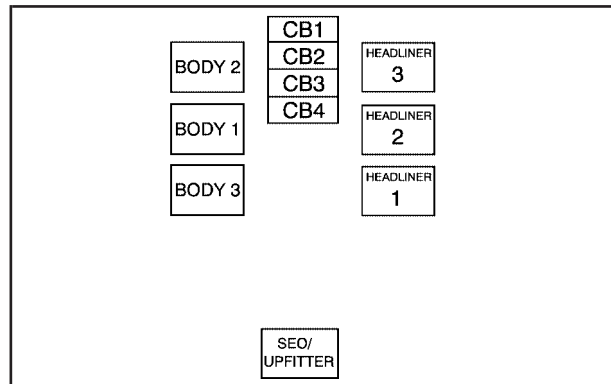 CB1
CB2
CB3
CB4
BODY 2
BODY 1
BODY 3
HEADLINER
3
HEADLINER
2
HEADLINER
1
SEO/
UPFITTER